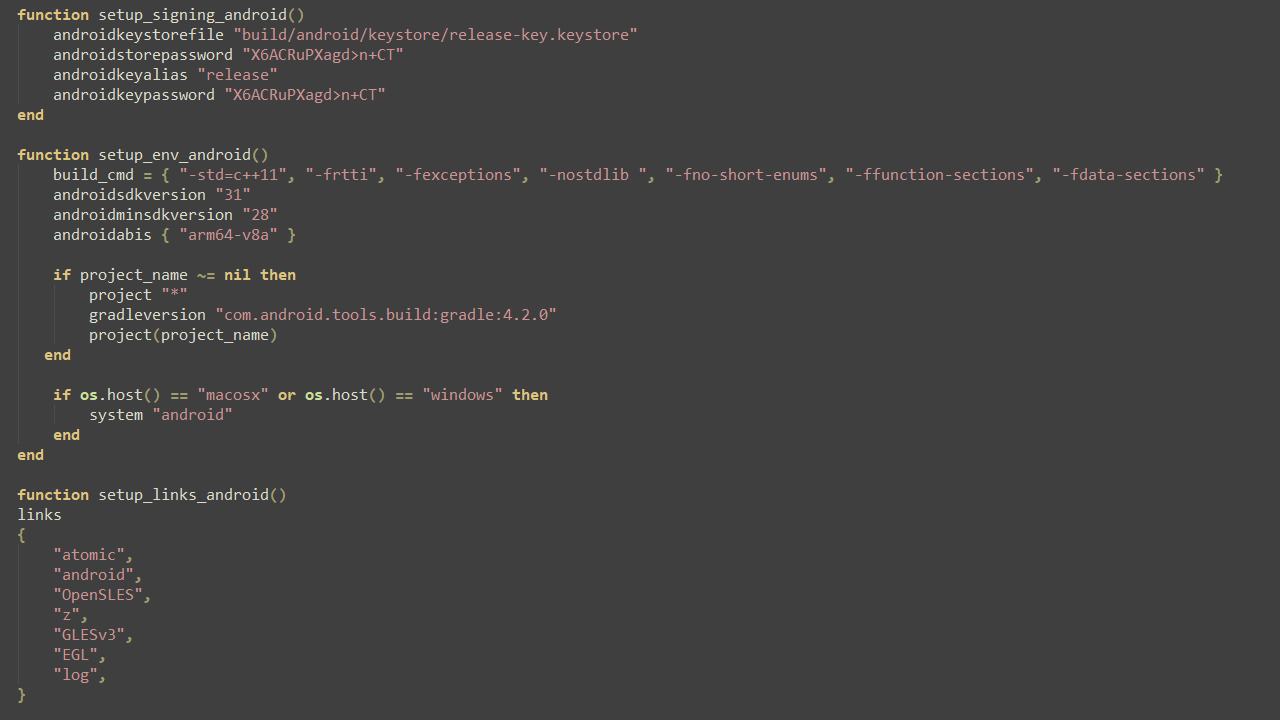 function setup_signing_android()
    androidkeystorefile "build/android/keystore/release-key.keystore"
    androidstorepassword "X6ACRuPXagd>n+CT"
    androidkeyalias "release"
    androidkeypassword "X6ACRuPXagd>n+CT"
end

function setup_env_android()
    build_cmd = { "-std=c++11", "-frtti", "-fexceptions", "-nostdlib ", "-fno-short-enums", "-ffunction-sections", "-fdata-sections" }
    androidsdkversion "31"
    androidminsdkversion "28"
    androidabis { "arm64-v8a" }

    if project_name ~= nil then
        project "*"
        gradleversion "com.android.tools.build:gradle:4.2.0"
        project(project_name)
   end

    if os.host() == "macosx" or os.host() == "windows" then
        system "android"
    end
end

function setup_links_android()
links
{
    "atomic",
    "android",
    "OpenSLES",
    "z",
    "GLESv3",
    "EGL",
    "log",
}